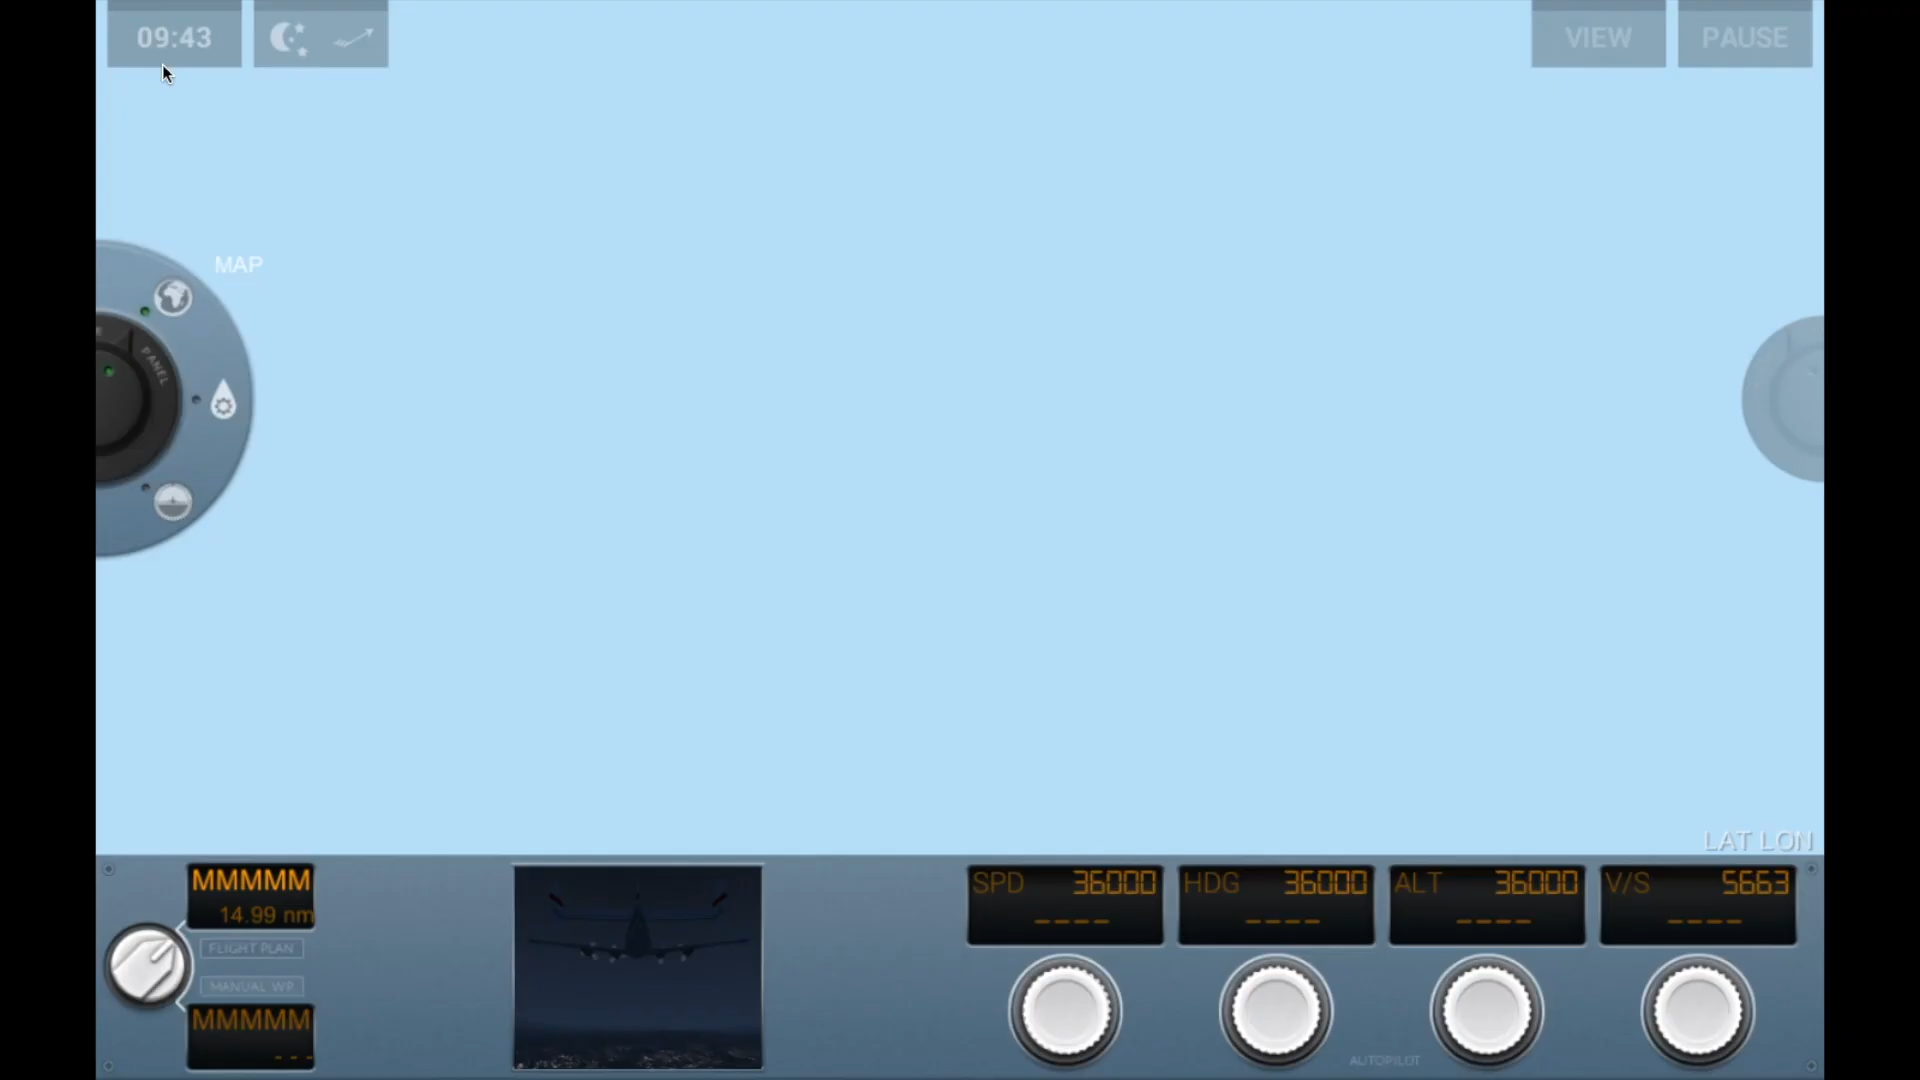 09:43
VIEW
PAUSE
MAP
PANEL
LAT LON
MMMMM
14.99 nm
FLIGHT PLAN
MANUAL WP
MMMMM
---
SPD 36000
----
HDG 36000
----
ALT 36000
----
V/S 5663
----
AUTOPILOT